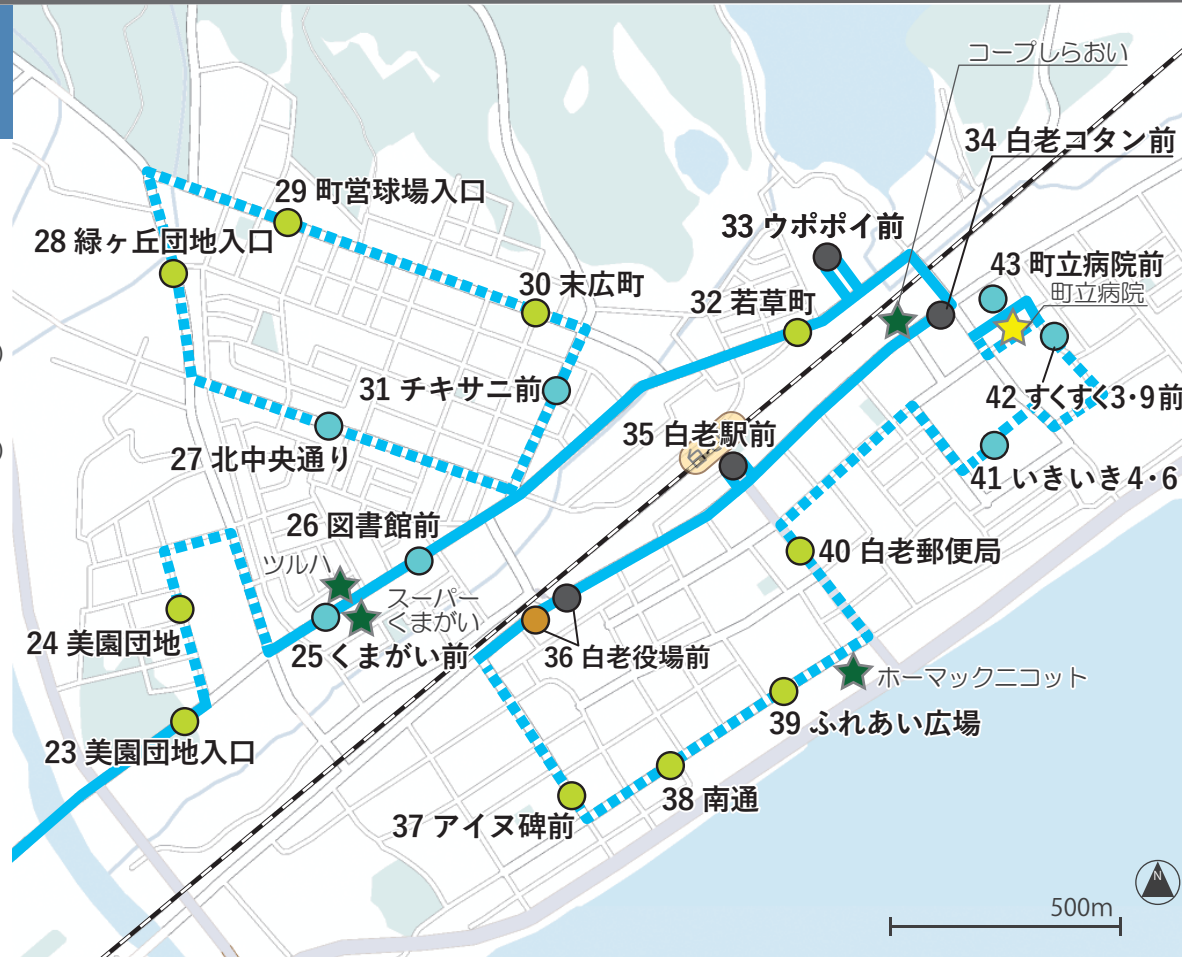 コープしらおい
34 白老コタン前
29 町営球場入口
33 ウポポイ前
28 緑ヶ丘団地入口
43 町立病院前
町立病院
30 末広町
32 若草町
31 チキサニ前
42 すくすく3・9前
35 白老駅前
27 北中央通り
41 いきいき4・6
26 図書館前
ツルハ
40 白老郵便局
スーパー
くまがい
24 美園団地
25 くまがい前
36 白老役場前
ホーマックニコット
39 ふれあい広場
23 美園団地入口
38 南通
37 アイヌ碑前
N
500m